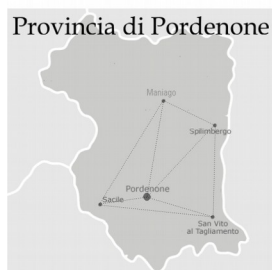 Provincia di Pordenone
Maniago
Spilimbergo
Pordenone
Sacile
San Vito
al Tagliamento